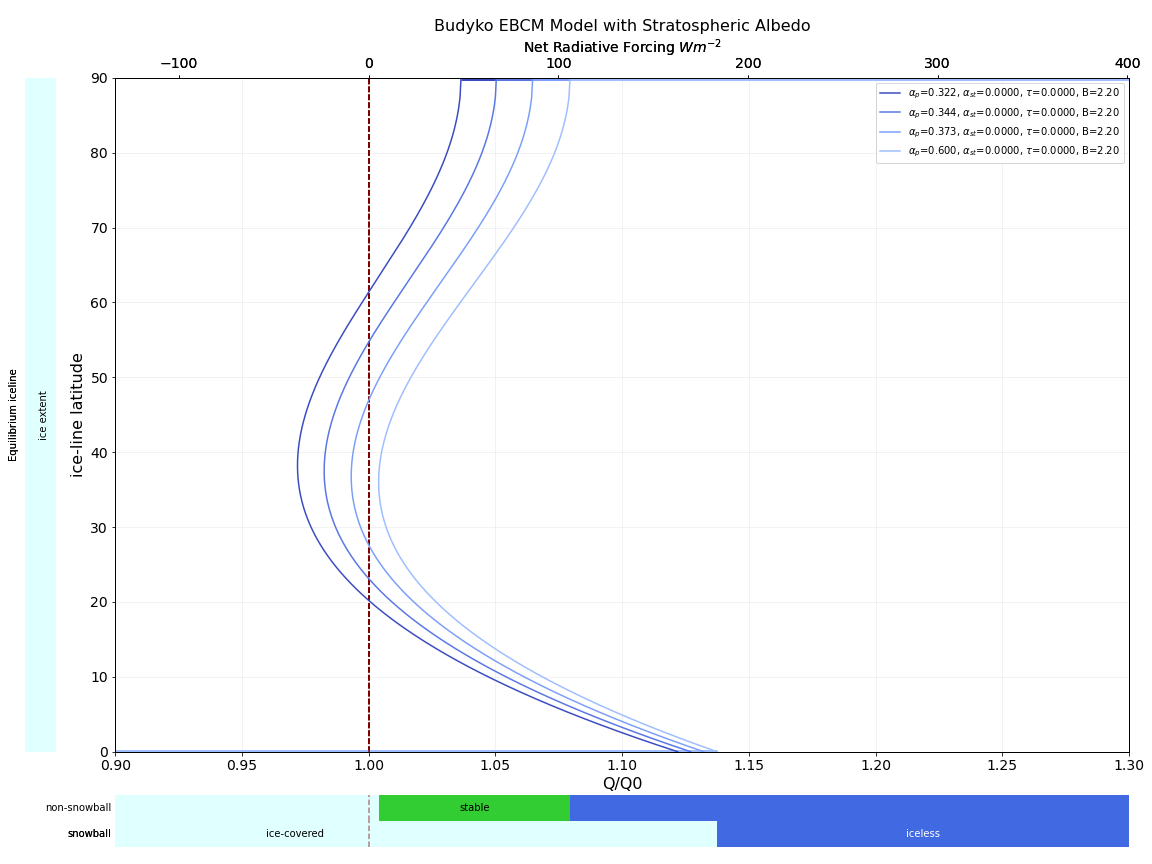 Budyko EBCM Model with Stratospheric Albedo
Net Radiative Forcing Wm⁻²
−100 0 100 200 300 400
90
80
70
60
50
40
30
20
10
0
ice-line latitude
Equilibrium iceline
ice extent
αp=0.322, αst=0.0000, τ=0.0000, B=2.20
αp=0.344, αst=0.0000, τ=0.0000, B=2.20
αp=0.373, αst=0.0000, τ=0.0000, B=2.20
αp=0.600, αst=0.0000, τ=0.0000, B=2.20
0.90 0.95 1.00 1.05 1.10 1.15 1.20 1.25 1.30
Q/Q0
non-snowball stable
snowball ice-covered iceless